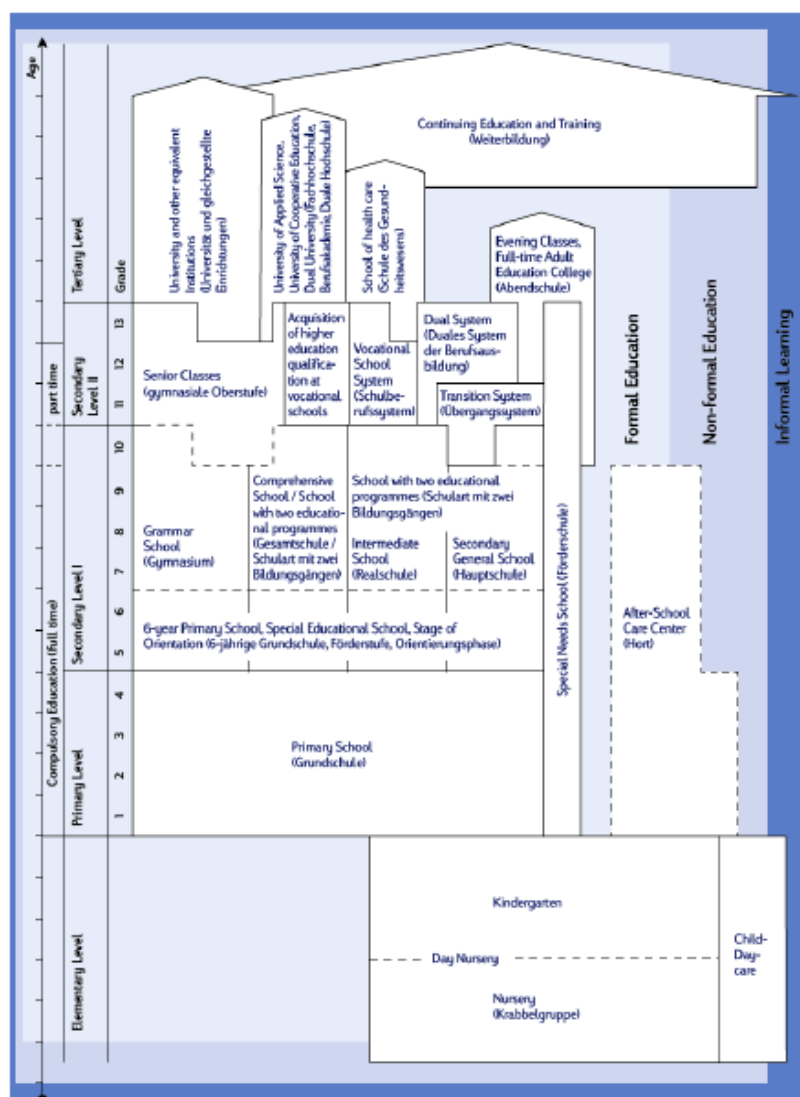 Age
Tertiary Level
Grade
University and other equivalent
Institutions
(Universität und gleichgestellte
Einrichtungen)
University of Applied Science,
University of Cooperative Education,
Dual University (Fachhochschule,
Berufsakademie, Duale Hochschule)
School of health care
(Schule des Gesund-
heitswesens)
Continuing Education and Training
(Weiterbildung)
Evening Classes,
Full-time Adult
Education College
(Abendschule)
part time
Secondary
Level II
13
12
11
10
Senior Classes
(gymnasiale Oberstufe)
Acquisition
of higher
education
qualifica-
tion at
vocational
schools
Vocational
School
System
(Schulbe-
rufssystem)
Dual System
(Duales System
der Berufsaus-
bildung)
Transition System
(Übergangssystem)
Formal Education
Non-formal Education
Informal Learning
Compulsory Education (full time)
Secondary Level I
9
8
7
6
5
Grammar
School
(Gymnasium)
Comprehensive
School / School
with two educatio-
nal programmes
(Gesamtschule /
Schulart mit zwei
Bildungsgängen)
School with two educational
programmes (Schulart mit zwei
Bildungsgängen)
Intermediate
School
(Realschule)
Secondary
General School
(Hauptschule)
6-year Primary School, Special Educational School, Stage of
Orientation (6-jährige Grundschule, Förderstufe, Orientierungsphase)
Special Needs School (Förderschule)
After-School
Care Center
(Hort)
Primary Level
4
3
2
1
Primary School
(Grundschule)
Elementary Level
Kindergarten
Day Nursery
Nursery
(Krabbelgruppe)
Child-
Day-
care